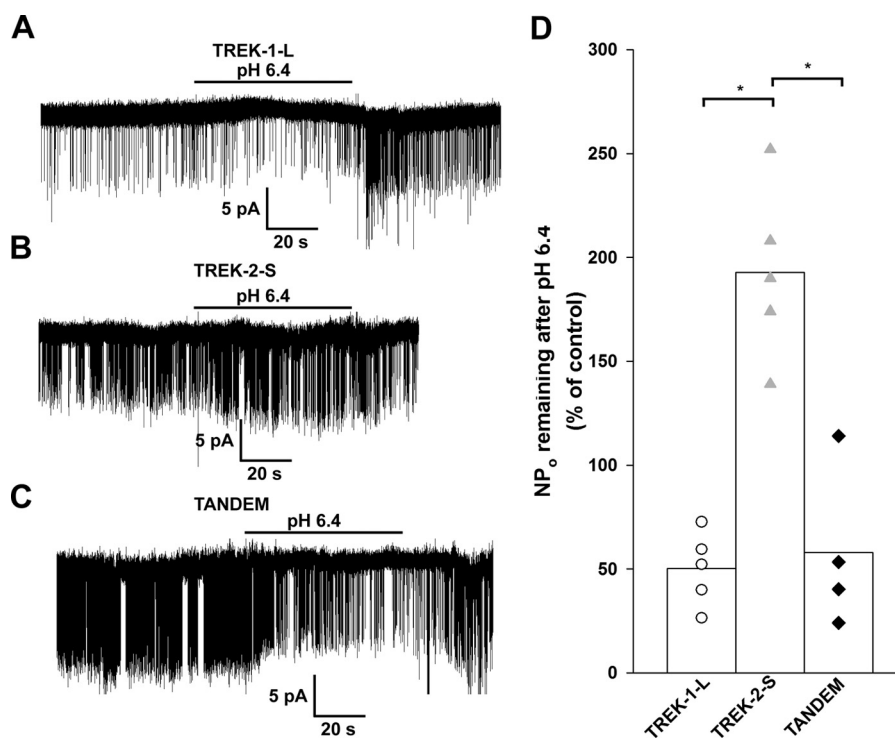 A
TREK-1-L
pH 6.4
5 pA
20 s
B
TREK-2-S
pH 6.4
5 pA
20 s
C
TANDEM
pH 6.4
5 pA
20 s
D
NPo remaining after pH 6.4
(% of control)
300
250
200
150
100
50
0
*
*
TREK-1-L
TREK-2-S
TANDEM